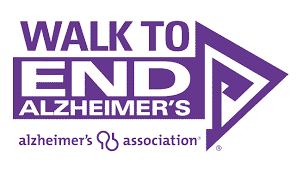 WALK TO
END
ALZHEIMER'S
alzheimer's association®
®